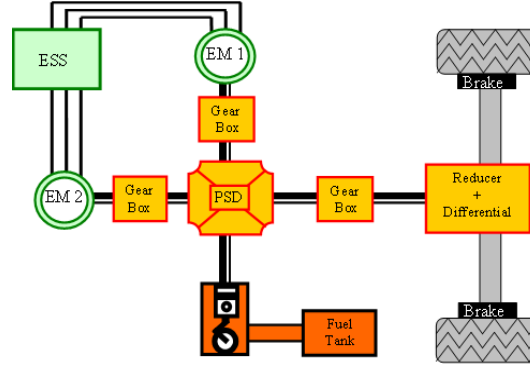 EM 1
ESS
Brake
Gear
Box
Gear
Box
Gear
Box
Reducer
+
Differential
EM 2
PSD
Brake
Fuel
Tank